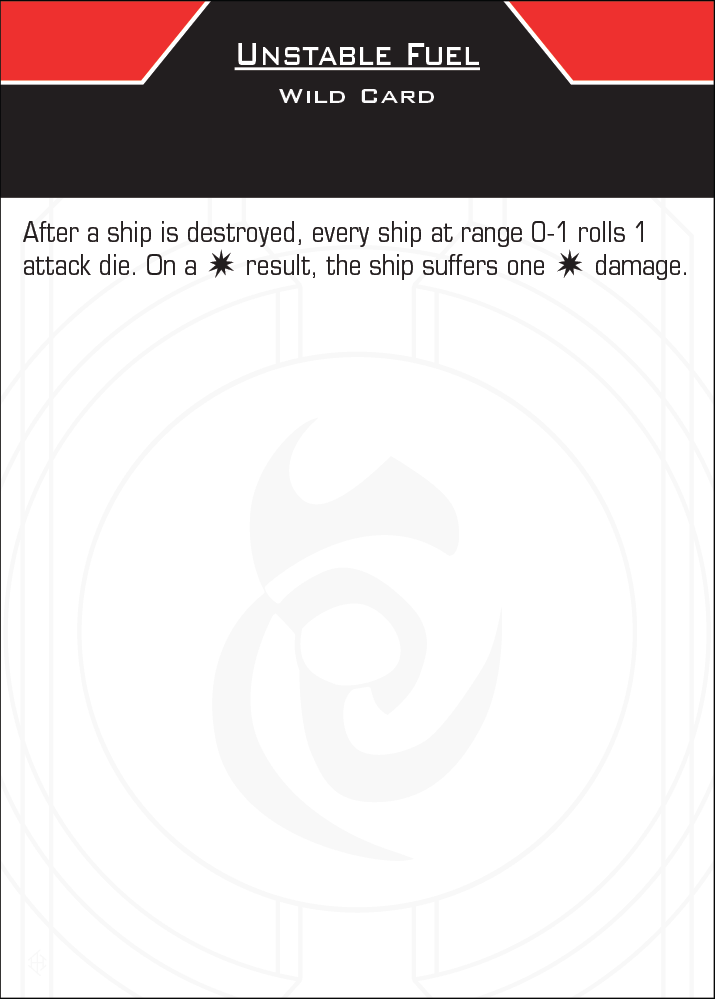 Unstable Fuel
Wild Card
After a ship is destroyed, every ship at range 0-1 rolls 1
attack die. On a ✷ result, the ship suffers one ✷ damage.